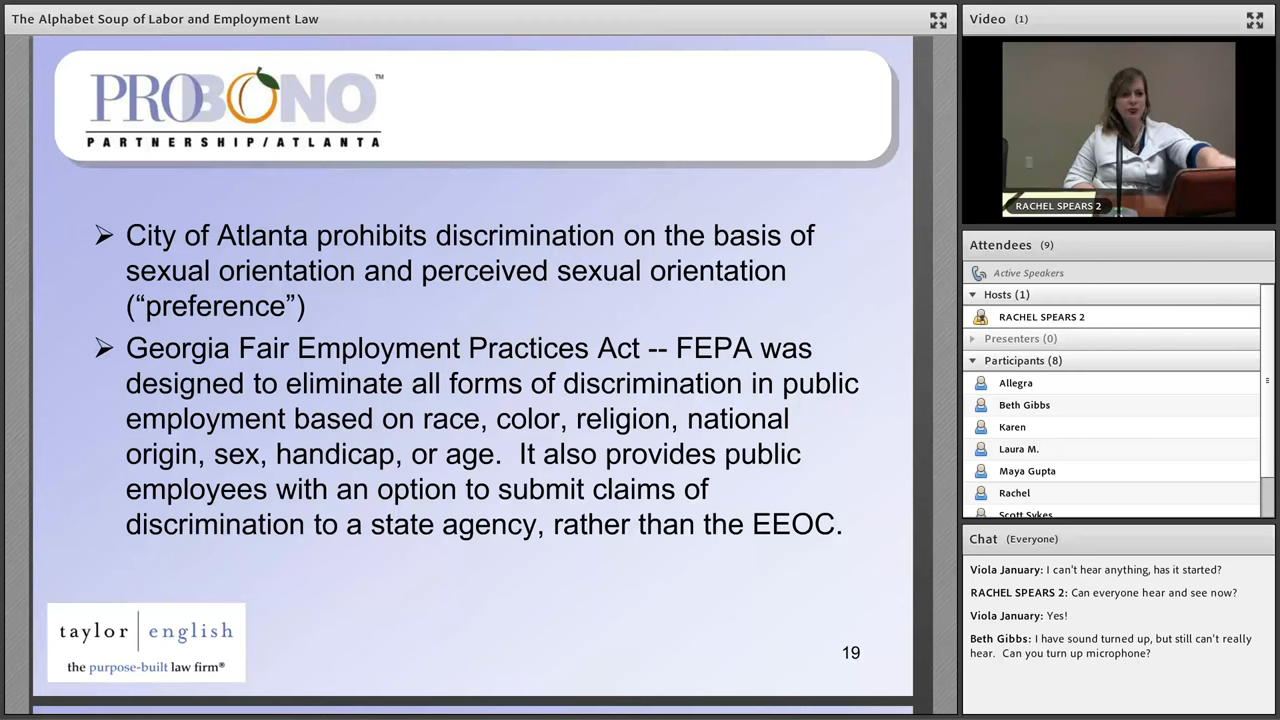 The Alphabet Soup of Labor and Employment Law
PROBONO™
PARTNERSHIP/ATLANTA
➢ City of Atlanta prohibits discrimination on the basis of
sexual orientation and perceived sexual orientation
(“preference”)
➢ Georgia Fair Employment Practices Act -- FEPA was
designed to eliminate all forms of discrimination in public
employment based on race, color, religion, national
origin, sex, handicap, or age.  It also provides public
employees with an option to submit claims of
discrimination to a state agency, rather than the EEOC.
taylor | english
the purpose-built law firm®
19
Video (1)
RACHEL SPEARS 2
Attendees (9)
Active Speakers
Hosts (1)
RACHEL SPEARS 2
Presenters (0)
Participants (8)
Allegra
Beth Gibbs
Karen
Laura M.
Maya Gupta
Rachel
Scott Sykes
Chat (Everyone)
Viola January: I can't hear anything, has it started?
RACHEL SPEARS 2: Can everyone hear and see now?
Viola January: Yes!
Beth Gibbs: I have sound turned up, but still can't really
hear.  Can you turn up microphone?